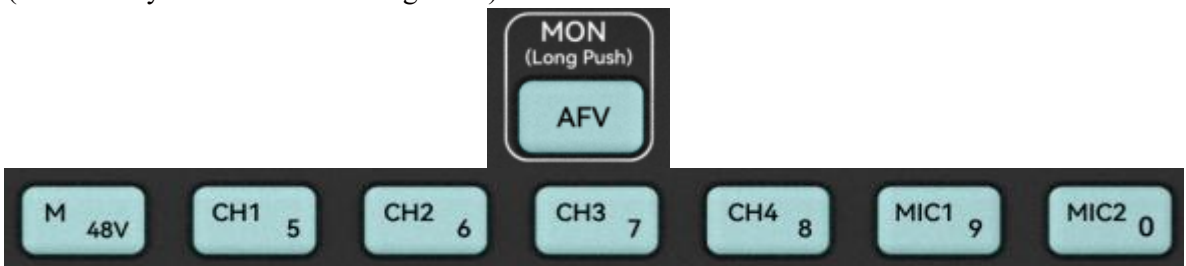 MON
(Long Push)
AFV
M 48V
CH1 5
CH2 6
CH3 7
CH4 8
MIC1 9
MIC2 0